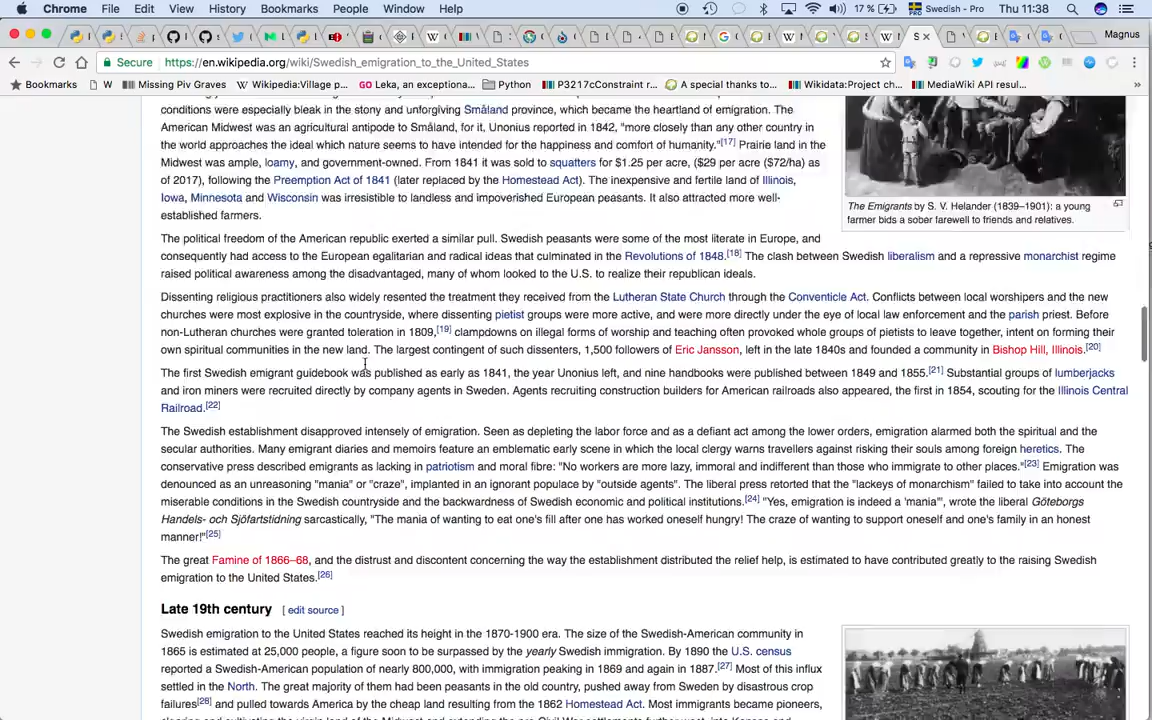 Chrome File Edit View History Bookmarks People Window Help 17 % Swedish - Pro Thu 11:38
S Magnus
Secure https://en.wikipedia.org/wiki/Swedish_emigration_to_the_United_States
Bookmarks W Missing Piv Graves Wikipedia:Village p... Leka, an exceptiona... Python P3217cConstraint r... A special thanks to... Wikidata:Project ch... MediaWiki API resul...
conditions were especially bleak in the stony and unforgiving Småland province, which became the heartland of emigration. The
American Midwest was an agricultural antipode to Småland, for it, Unonius reported in 1842, "more closely than any other country in
the world approaches the ideal which nature seems to have intended for the happiness and comfort of humanity."[17] Prairie land in the
Midwest was ample, loamy, and government-owned. From 1841 it was sold to squatters for $1.25 per acre, ($29 per acre ($72/ha) as
of 2017), following the Preemption Act of 1841 (later replaced by the Homestead Act). The inexpensive and fertile land of Illinois,
Iowa, Minnesota and Wisconsin was irresistible to landless and impoverished European peasants. It also attracted more well-
established farmers.
The Emigrants by S. V. Helander (1839–1901): a young
farmer bids a sober farewell to friends and relatives.
The political freedom of the American republic exerted a similar pull. Swedish peasants were some of the most literate in Europe, and
consequently had access to the European egalitarian and radical ideas that culminated in the Revolutions of 1848.[18] The clash between Swedish liberalism and a repressive monarchist regime
raised political awareness among the disadvantaged, many of whom looked to the U.S. to realize their republican ideals.
Dissenting religious practitioners also widely resented the treatment they received from the Lutheran State Church through the Conventicle Act. Conflicts between local worshipers and the new
churches were most explosive in the countryside, where dissenting pietist groups were more active, and were more directly under the eye of local law enforcement and the parish priest. Before
non-Lutheran churches were granted toleration in 1809,[19] clampdowns on illegal forms of worship and teaching often provoked whole groups of pietists to leave together, intent on forming their
own spiritual communities in the new land. The largest contingent of such dissenters, 1,500 followers of Eric Jansson, left in the late 1840s and founded a community in Bishop Hill, Illinois.[20]
The first Swedish emigrant guidebook was published as early as 1841, the year Unonius left, and nine handbooks were published between 1849 and 1855.[21] Substantial groups of lumberjacks
and iron miners were recruited directly by company agents in Sweden. Agents recruiting construction builders for American railroads also appeared, the first in 1854, scouting for the Illinois Central
Railroad.[22]
The Swedish establishment disapproved intensely of emigration. Seen as depleting the labor force and as a defiant act among the lower orders, emigration alarmed both the spiritual and the
secular authorities. Many emigrant diaries and memoirs feature an emblematic early scene in which the local clergy warns travellers against risking their souls among foreign heretics. The
conservative press described emigrants as lacking in patriotism and moral fibre: "No workers are more lazy, immoral and indifferent than those who immigrate to other places."[23] Emigration was
denounced as an unreasoning "mania" or "craze", implanted in an ignorant populace by "outside agents". The liberal press retorted that the "lackeys of monarchism" failed to take into account the
miserable conditions in the Swedish countryside and the backwardness of Swedish economic and political institutions.[24] "Yes, emigration is indeed a 'mania'", wrote the liberal Göteborgs
Handels- och Sjöfartstidning sarcastically, "The mania of wanting to eat one's fill after one has worked oneself hungry! The craze of wanting to support oneself and one's family in an honest
manner!"[25]
The great Famine of 1866–68, and the distrust and discontent concerning the way the establishment distributed the relief help, is estimated to have contributed greatly to the raising Swedish
emigration to the United States.[26]
Late 19th century [ edit source ]
Swedish emigration to the United States reached its height in the 1870-1900 era. The size of the Swedish-American community in
1865 is estimated at 25,000 people, a figure soon to be surpassed by the yearly Swedish immigration. By 1890 the U.S. census
reported a Swedish-American population of nearly 800,000, with immigration peaking in 1869 and again in 1887.[27] Most of this influx
settled in the North. The great majority of them had been peasants in the old country, pushed away from Sweden by disastrous crop
failures[28] and pulled towards America by the cheap land resulting from the 1862 Homestead Act. Most immigrants became pioneers,